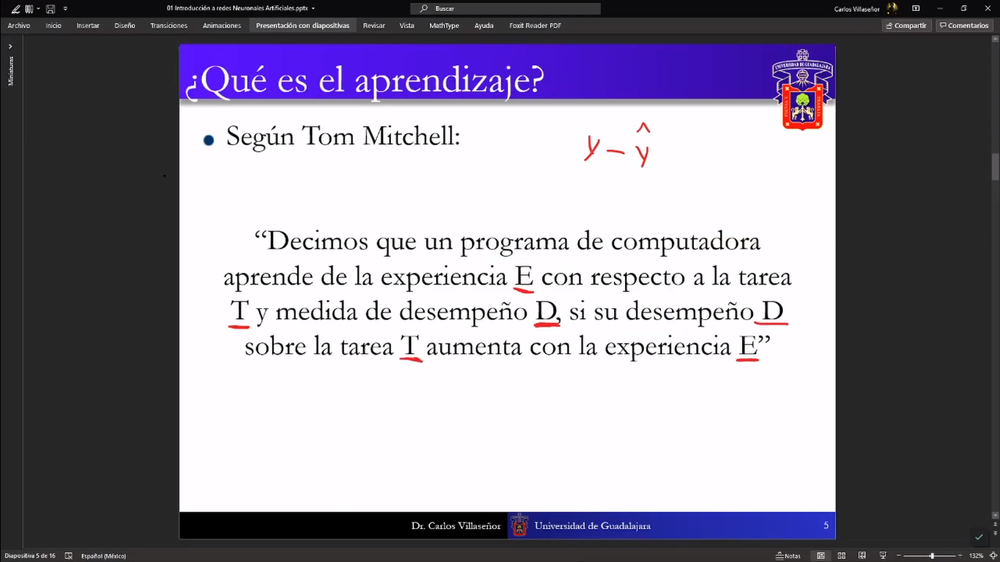 01 Introducción a redes Neuronales Artificiales.pptx
Buscar
Carlos Villaseñor
Archivo Inicio Insertar Diseño Transiciones Animaciones Presentación con diapositivas Revisar Vista MathType Ayuda Foxit Reader PDF Compartir Comentarios
Miniaturas
¿Qué es el aprendizaje?
UNIVERSIDAD DE GUADALAJARA
PIENSA Y TRABAJA
Según Tom Mitchell:
y - ŷ
“Decimos que un programa de computadora
aprende de la experiencia E con respecto a la tarea
T y medida de desempeño D, si su desempeño D
sobre la tarea T aumenta con la experiencia E”
Dr. Carlos Villaseñor Universidad de Guadalajara 5
Diapositiva 5 de 16 Español (México) Notas 132%